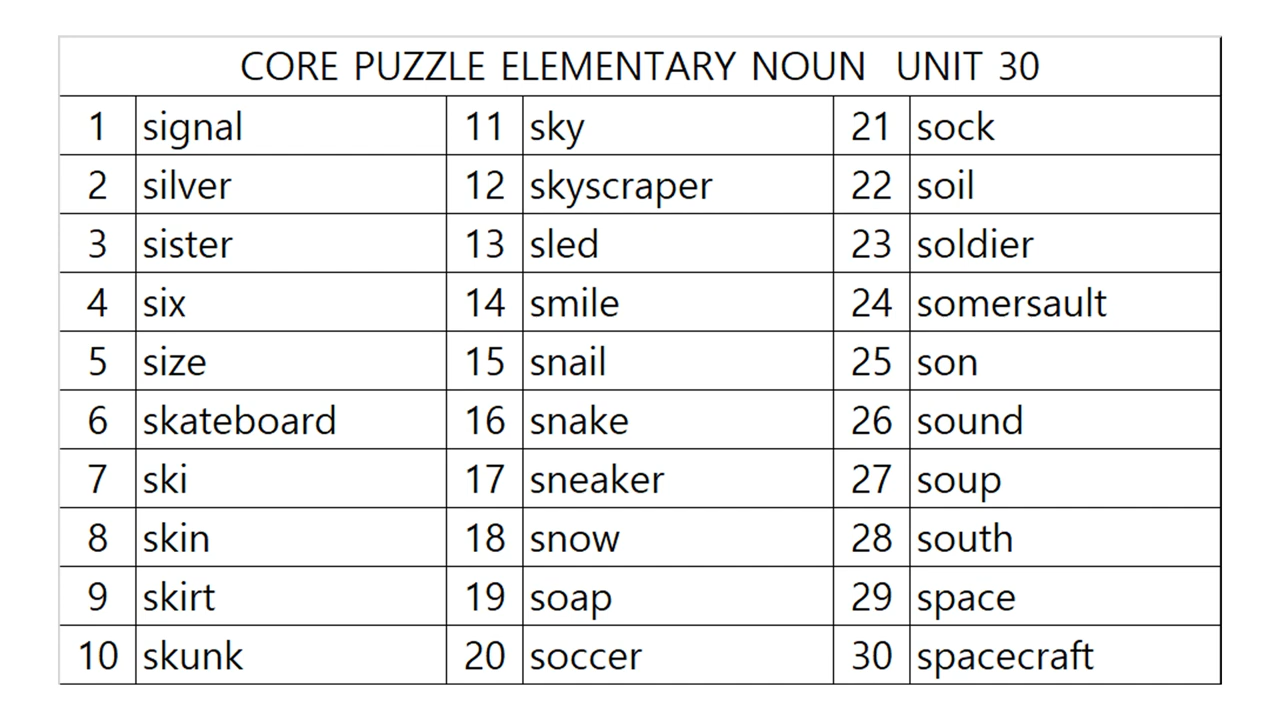 CORE PUZZLE ELEMENTARY NOUN  UNIT 30
1 signal 11 sky 21 sock
2 silver 12 skyscraper 22 soil
3 sister 13 sled 23 soldier
4 six 14 smile 24 somersault
5 size 15 snail 25 son
6 skateboard 16 snake 26 sound
7 ski 17 sneaker 27 soup
8 skin 18 snow 28 south
9 skirt 19 soap 29 space
10 skunk 20 soccer 30 spacecraft